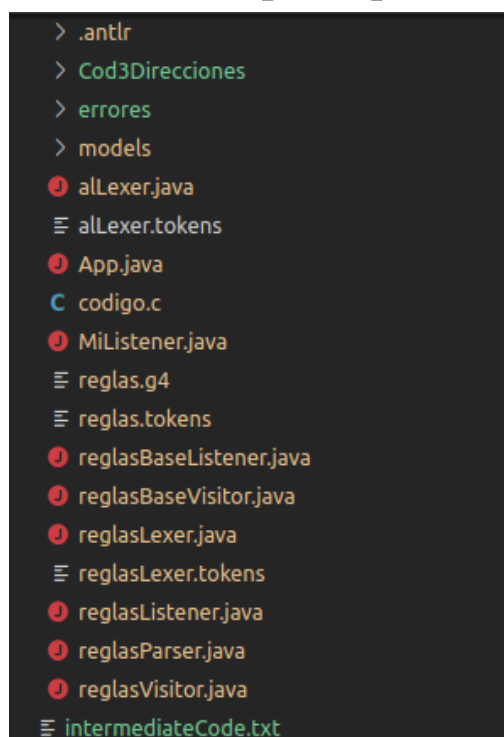 .antlr
Cod3Direcciones
errores
models
alLexer.java
alLexer.tokens
App.java
codigo.c
MiListener.java
reglas.g4
reglas.tokens
reglasBaseListener.java
reglasBaseVisitor.java
reglasLexer.java
reglasLexer.tokens
reglasListener.java
reglasParser.java
reglasVisitor.java
intermediateCode.txt